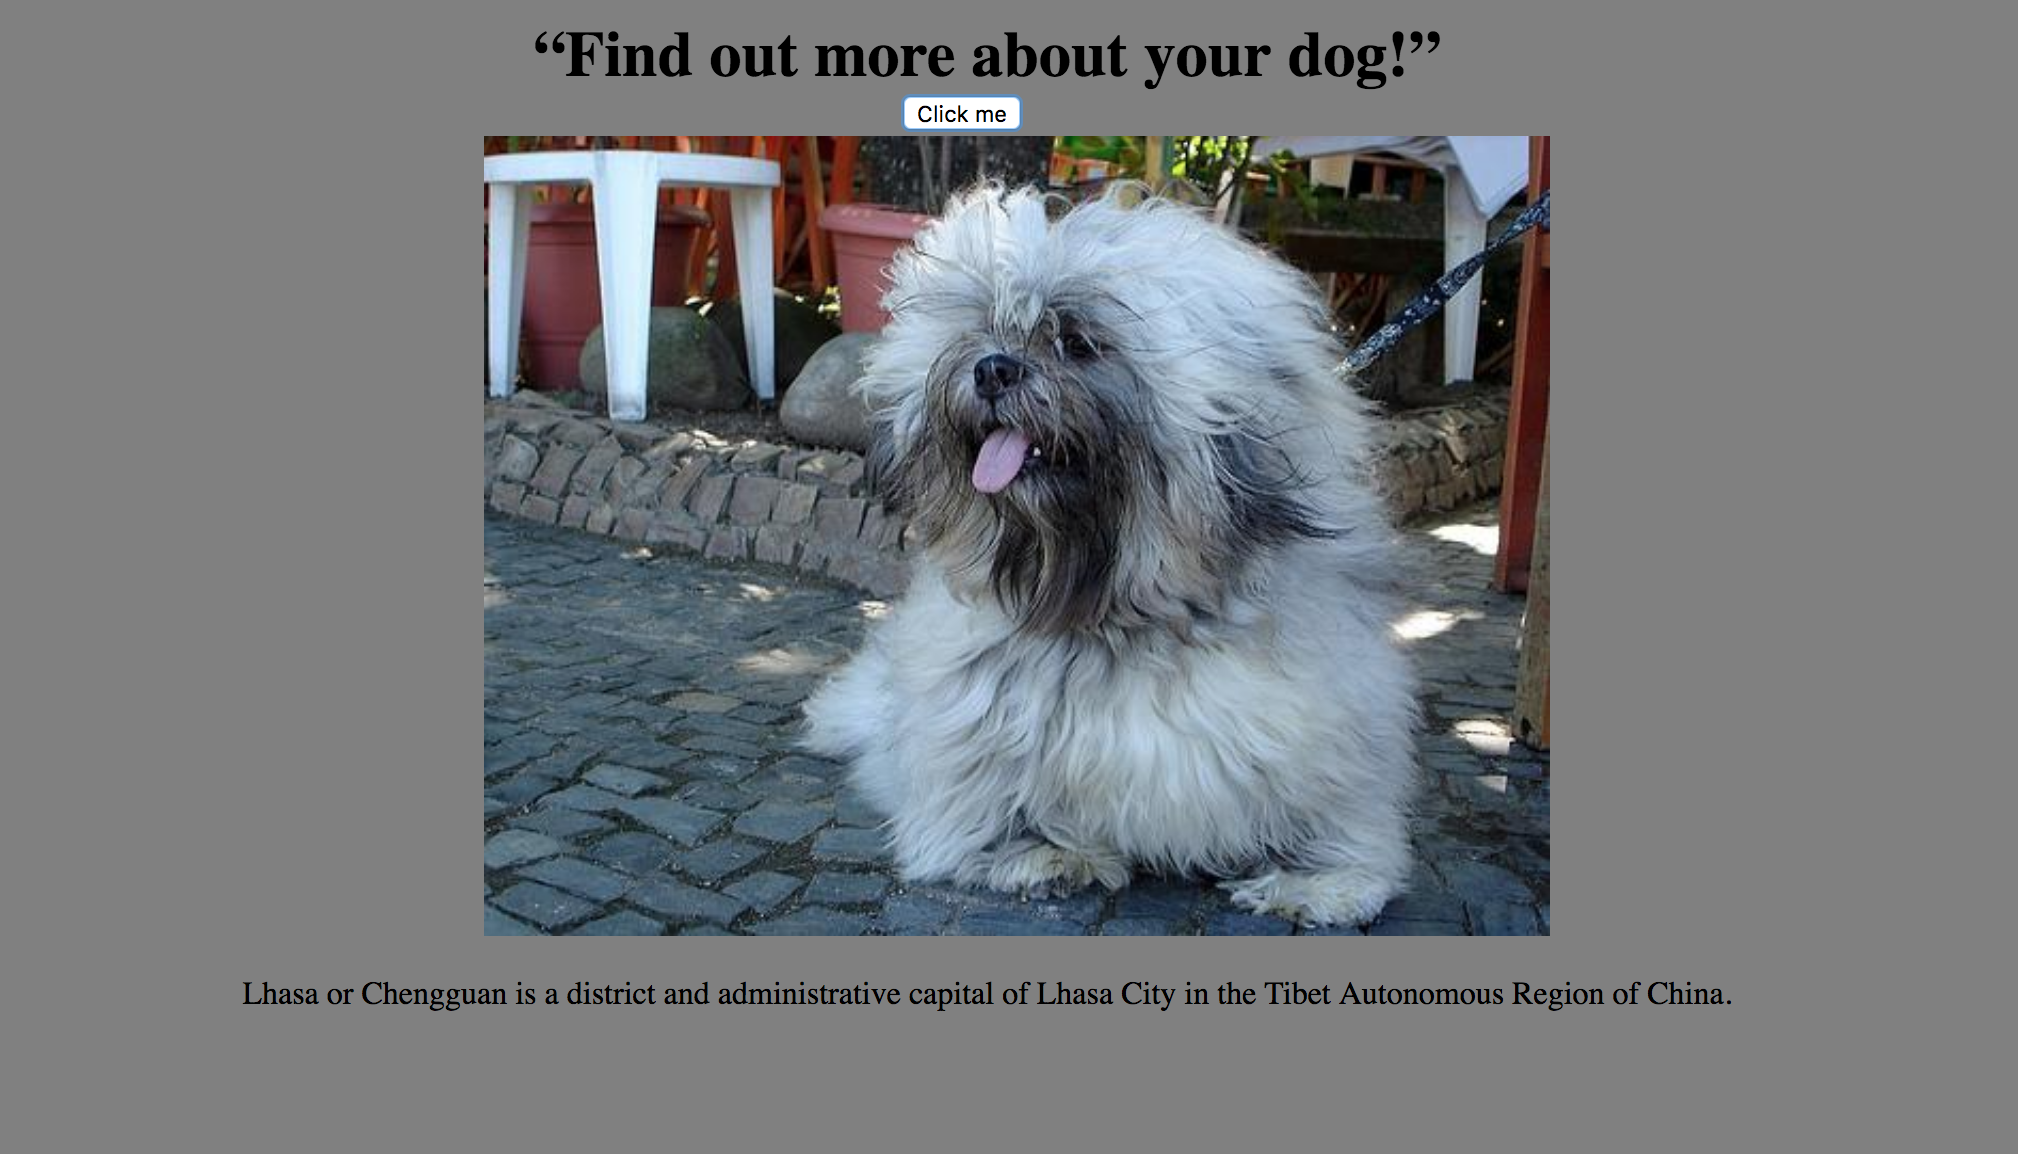 “Find out more about your dog!”
Click me
Lhasa or Chengguan is a district and administrative capital of Lhasa City in the Tibet Autonomous Region of China.